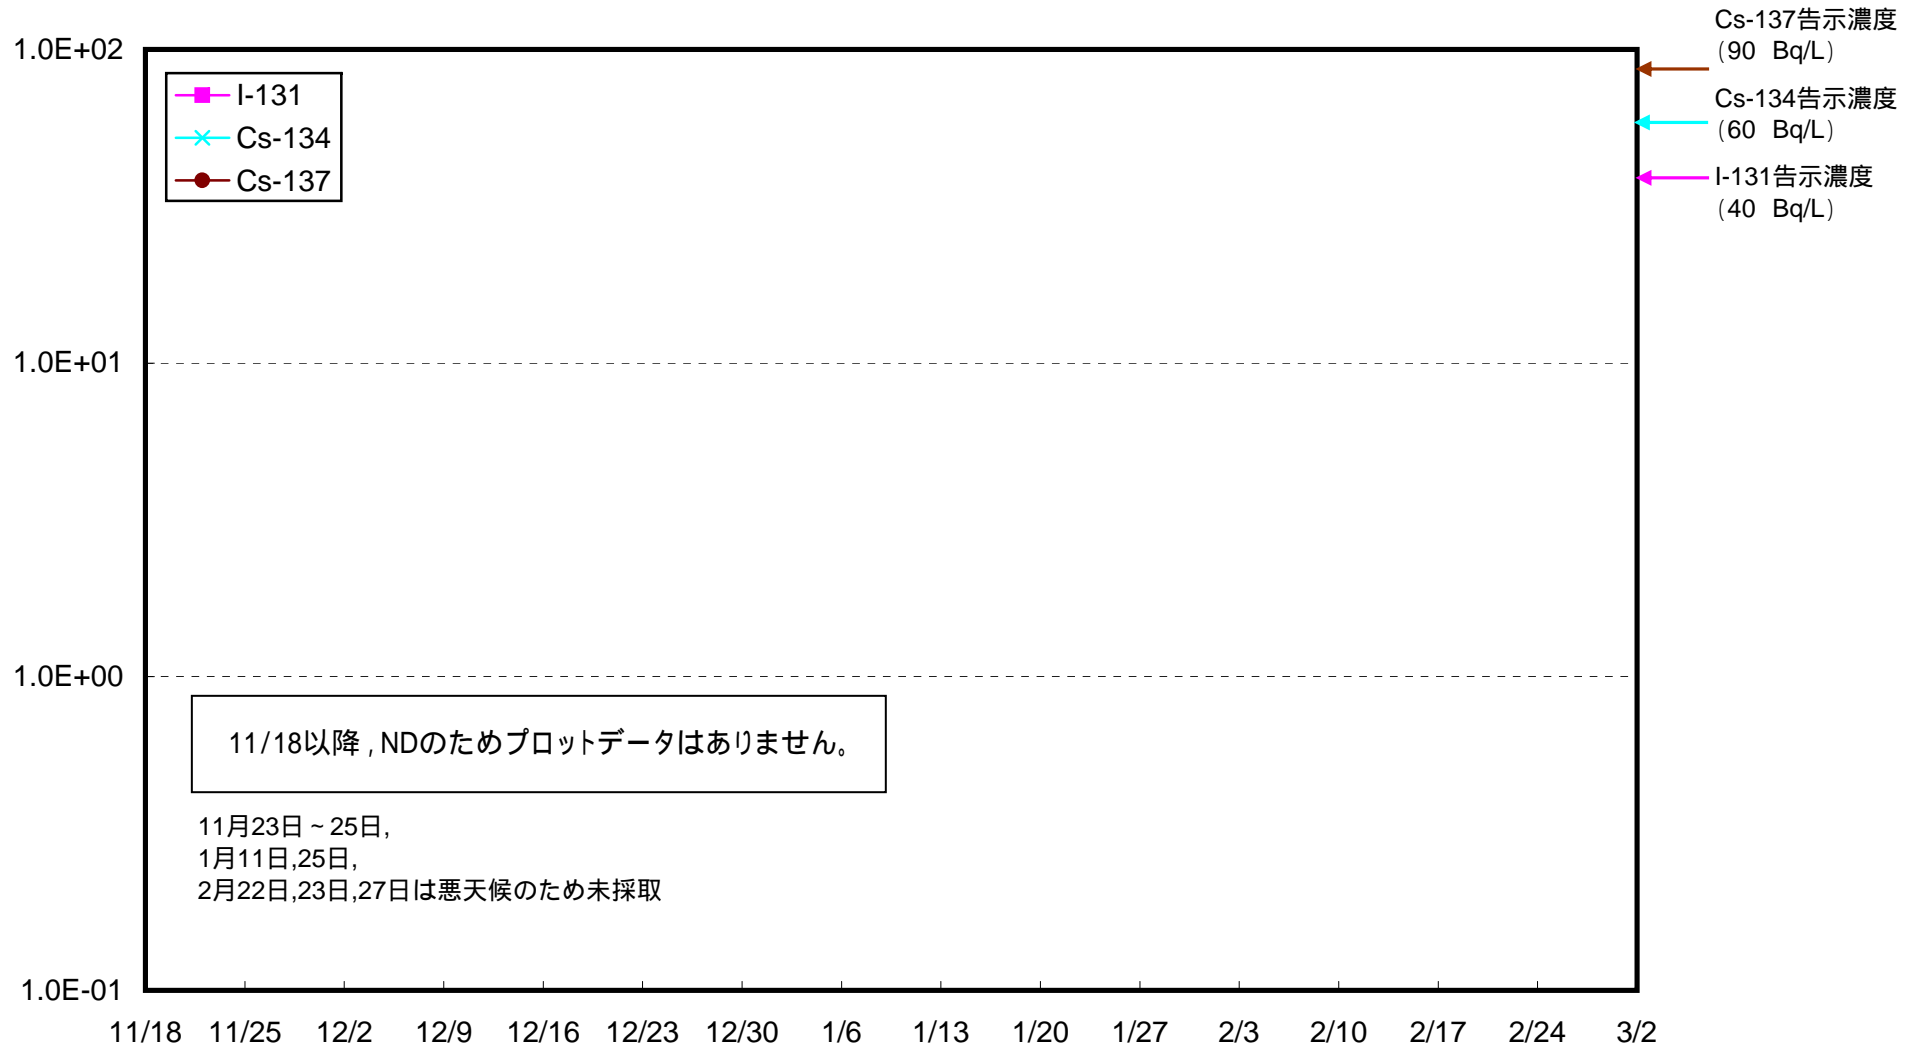 Cs-137告示濃度
(90 Bq/L)
Cs-134告示濃度
(60 Bq/L)
I-131告示濃度
(40 Bq/L)
I-131
Cs-134
Cs-137
1.0E+02
1.0E+01
1.0E+00
1.0E-01
11/18以降,NDのためプロットデータはありません。
11月23日~25日,
1月11日,25日,
2月22日,23日,27日は悪天候のため未採取
11/18 11/25 12/2 12/9 12/16 12/23 12/30 1/6 1/13 1/20 1/27 2/3 2/10 2/17 2/24 3/2